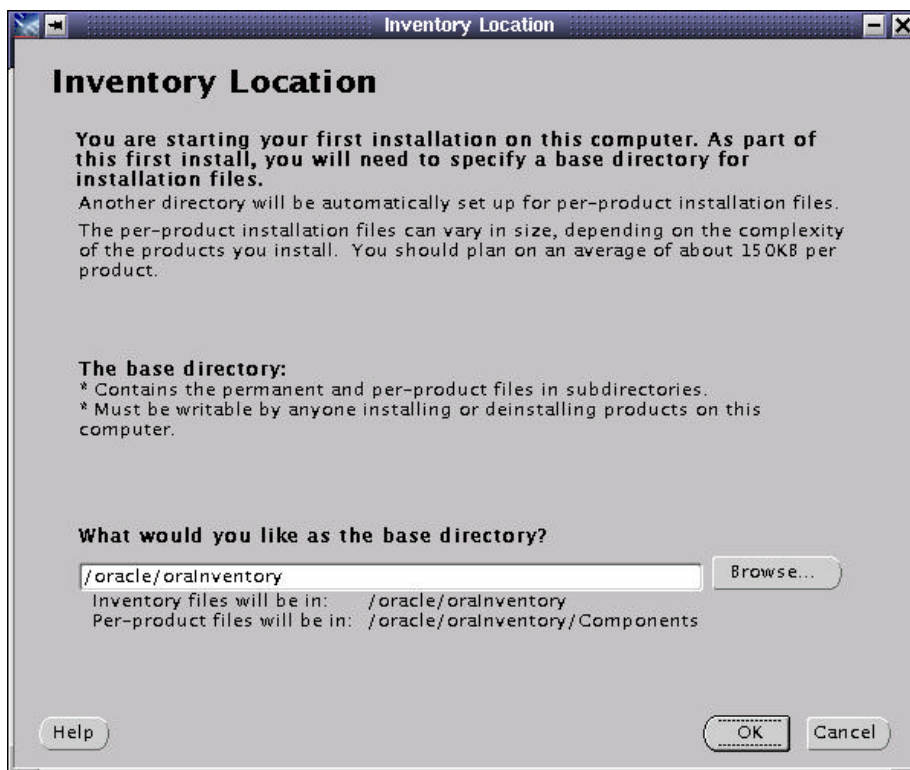 Inventory Location
Inventory Location
You are starting your first installation on this computer. As part of
this first install, you will need to specify a base directory for
installation files.
Another directory will be automatically set up for per-product installation files.
The per-product installation files can vary in size, depending on the complexity
of the products you install. You should plan on an average of about 150KB per
product.
The base directory:
* Contains the permanent and per-product files in subdirectories.
* Must be writable by anyone installing or deinstalling products on this
computer.
What would you like as the base directory?
/oracle/oraInventory
Browse...
Inventory files will be in: /oracle/oraInventory
Per-product files will be in: /oracle/oraInventory/Components
Help
OK
Cancel